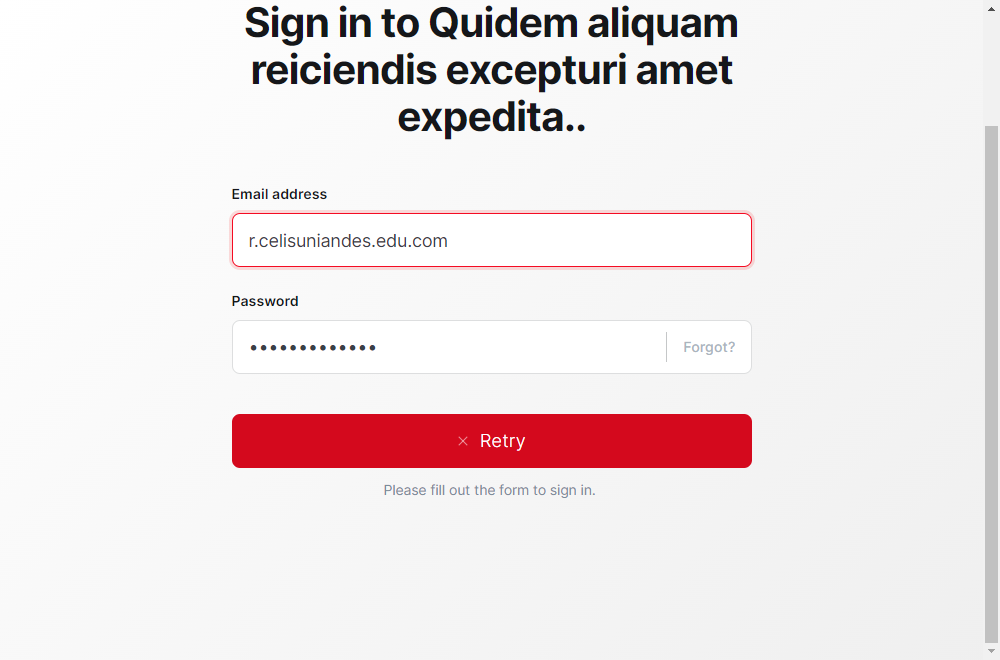 Sign in to Quidem aliquam
reiciendis excepturi amet
expedita..
Email address
r.celisuniandes.edu.com
Password
•••••••••••••
Forgot?
Retry
Please fill out the form to sign in.